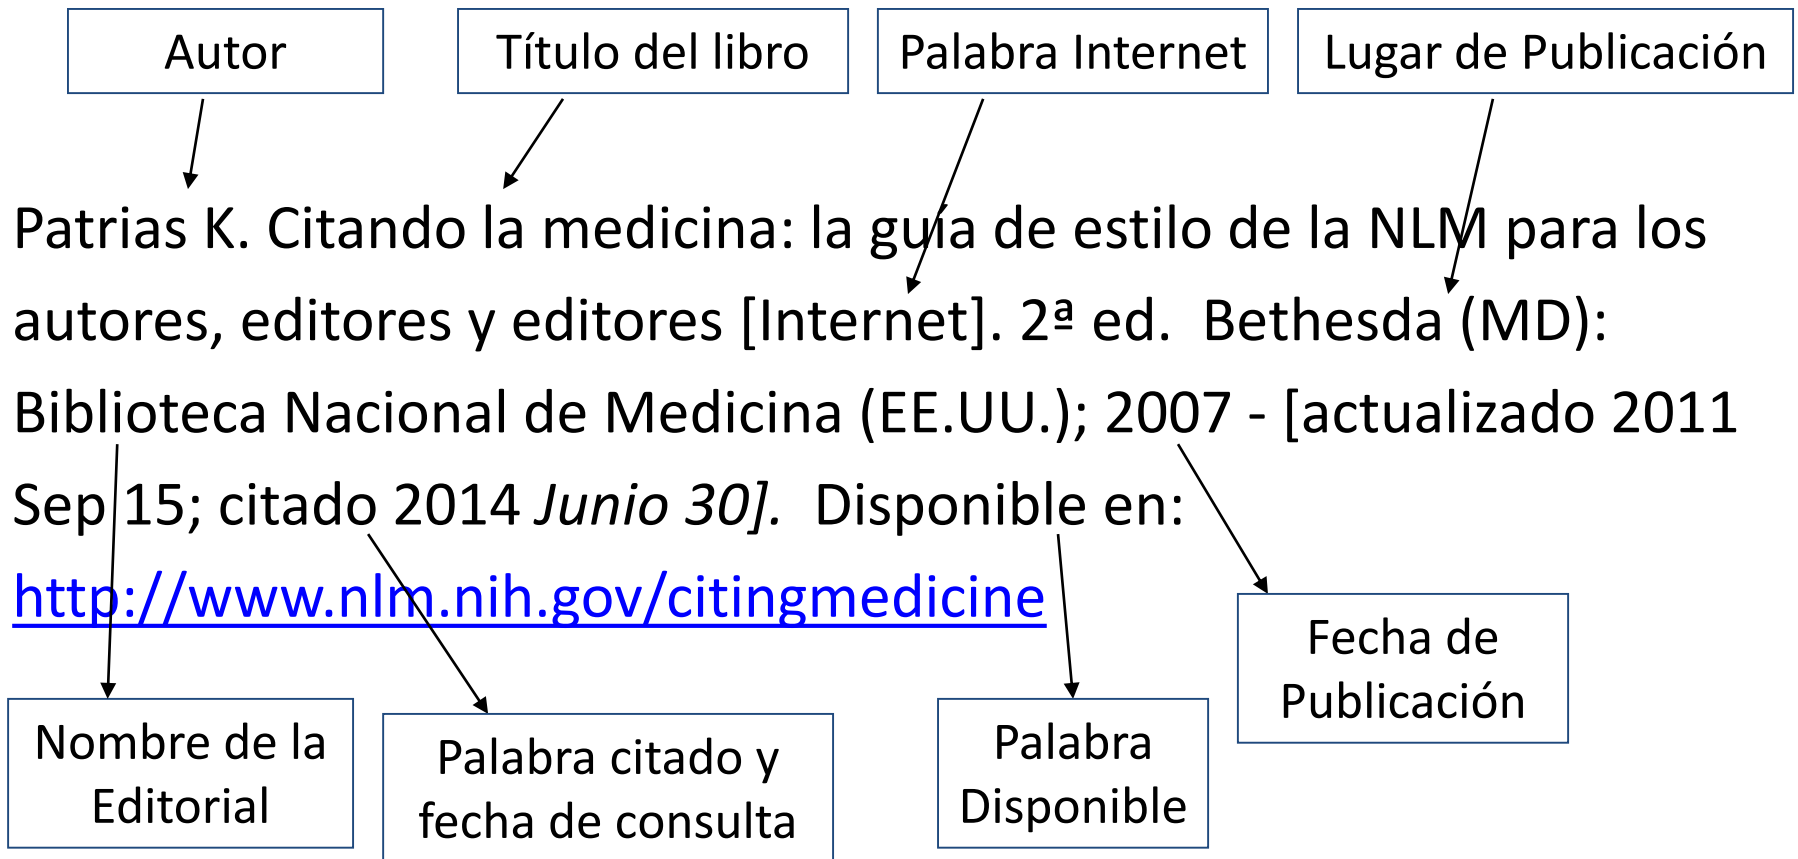 Autor
Título del libro
Palabra Internet
Lugar de Publicación
Patrias K. Citando la medicina: la guía de estilo de la NLM para los
autores, editores y editores [Internet]. 2ª ed.  Bethesda (MD):
Biblioteca Nacional de Medicina (EE.UU.); 2007 - [actualizado 2011
Sep 15; citado 2014 Junio 30].  Disponible en:
http://www.nlm.nih.gov/citingmedicine
Nombre de la
Editorial
Palabra citado y
fecha de consulta
Palabra
Disponible
Fecha de
Publicación